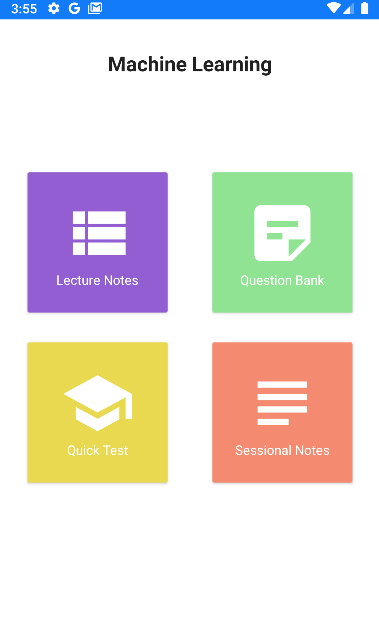 3:55
Machine Learning
Lecture Notes
Question Bank
Quick Test
Sessional Notes